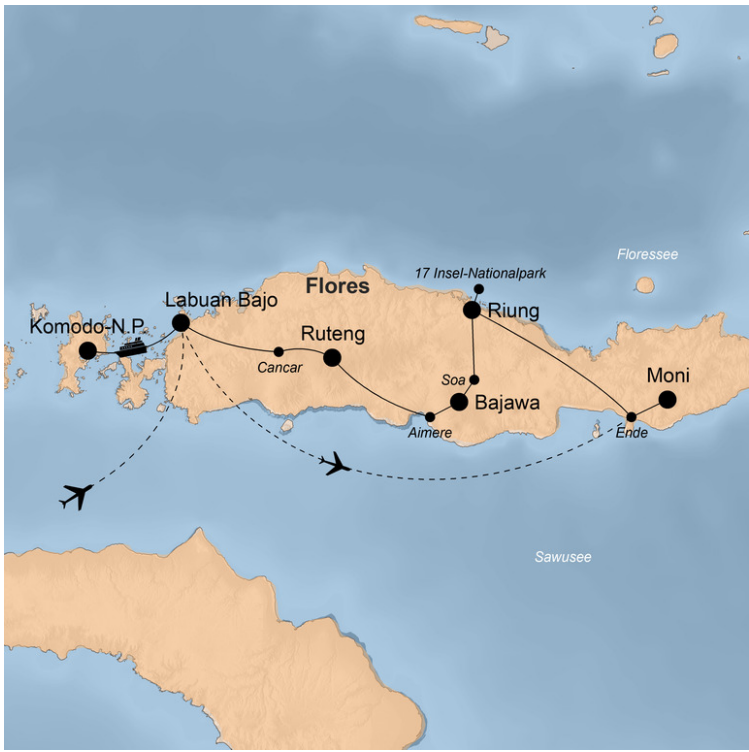 Floressee
17 Insel-Nationalpark
Flores
Labuan Bajo
Riung
Komodo-N.P.
Ruteng
Cancar
Moni
Soa
Bajawa
Aimere
Ende
Sawusee